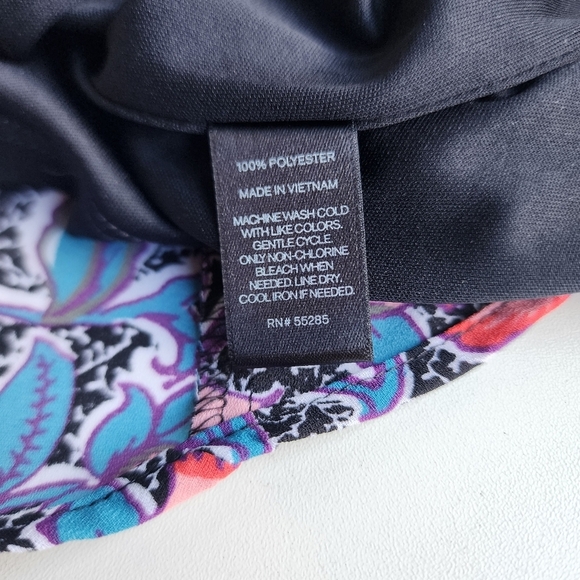 100% POLYESTER
MADE IN VIETNAM
MACHINE WASH COLD
WITH LIKE COLORS.
GENTLE CYCLE.
ONLY NON-CHLORINE
BLEACH WHEN
NEEDED. LINE DRY.
COOL IRON IF NEEDED.
RN# 55285